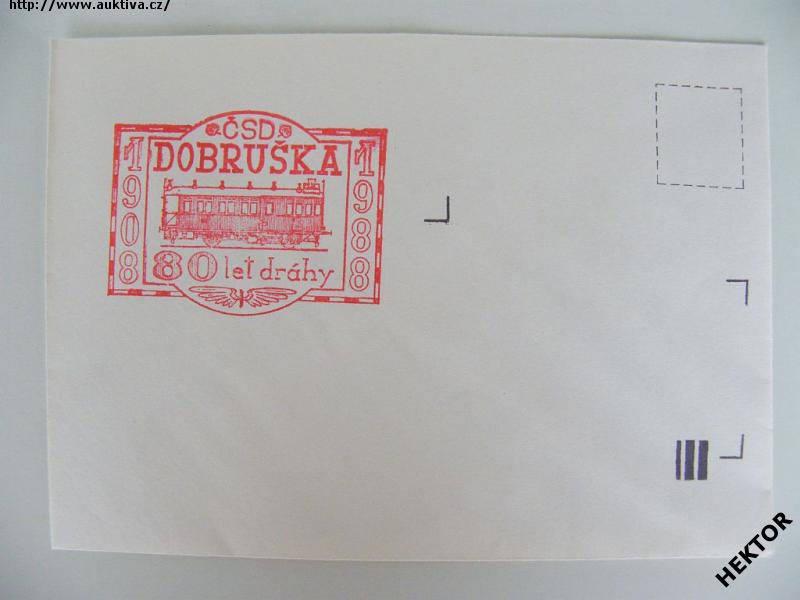 http://www.auktiva.cz/
ČSD
DOBRUŠKA
1908
1988
80 let dráhy
HEKTOR